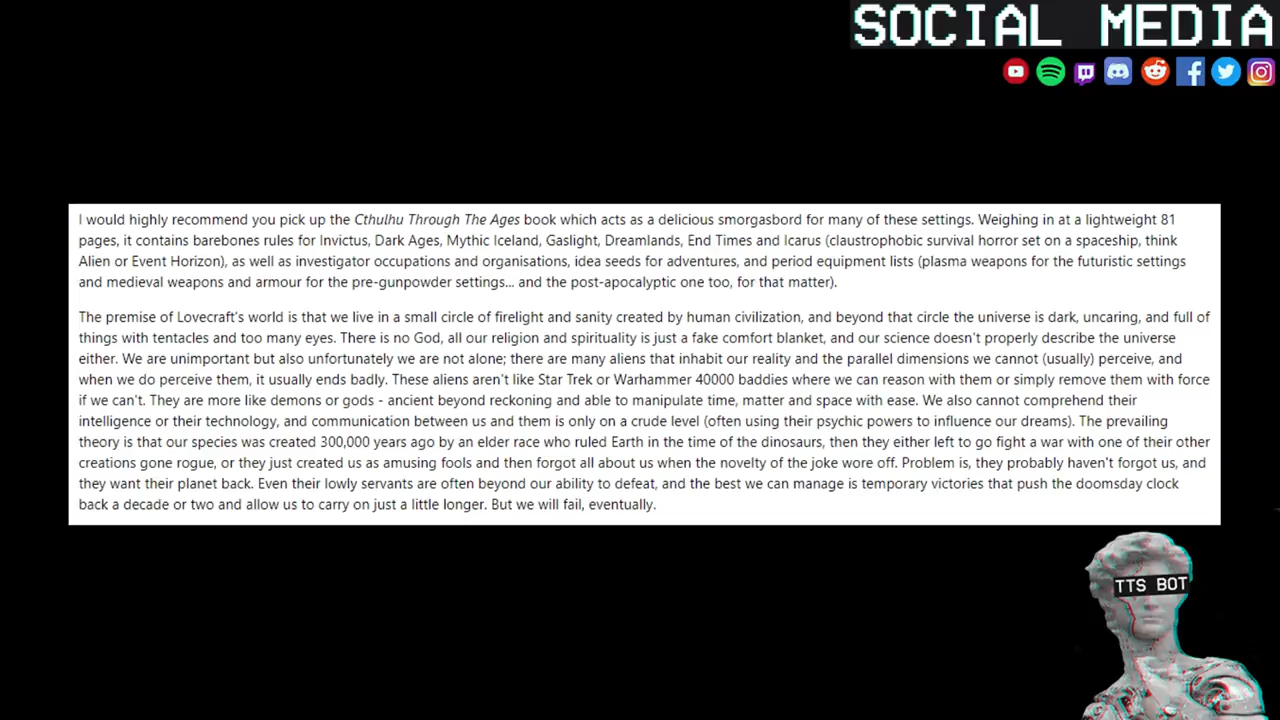 SOCIAL MEDIA
I would highly recommend you pick up the Cthulhu Through The Ages book which acts as a delicious smorgasbord for many of these settings. Weighing in at a lightweight 81
pages, it contains barebones rules for Invictus, Dark Ages, Mythic Iceland, Gaslight, Dreamlands, End Times and Icarus (claustrophobic survival horror set on a spaceship, think
Alien or Event Horizon), as well as investigator occupations and organisations, idea seeds for adventures, and period equipment lists (plasma weapons for the futuristic settings
and medieval weapons and armour for the pre-gunpowder settings... and the post-apocalyptic one too, for that matter).
The premise of Lovecraft's world is that we live in a small circle of firelight and sanity created by human civilization, and beyond that circle the universe is dark, uncaring, and full of
things with tentacles and too many eyes. There is no God, all our religion and spirituality is just a fake comfort blanket, and our science doesn't properly describe the universe
either. We are unimportant but also unfortunately we are not alone; there are many aliens that inhabit our reality and the parallel dimensions we cannot (usually) perceive, and
when we do perceive them, it usually ends badly. These aliens aren't like Star Trek or Warhammer 40000 baddies where we can reason with them or simply remove them with force
if we can't. They are more like demons or gods - ancient beyond reckoning and able to manipulate time, matter and space with ease. We also cannot comprehend their
intelligence or their technology, and communication between us and them is only on a crude level (often using their psychic powers to influence our dreams). The prevailing
theory is that our species was created 300,000 years ago by an elder race who ruled Earth in the time of the dinosaurs, then they either left to go fight a war with one of their other
creations gone rogue, or they just created us as amusing fools and then forgot all about us when the novelty of the joke wore off. Problem is, they probably haven't forgot us, and
they want their planet back. Even their lowly servants are often beyond our ability to defeat, and the best we can manage is temporary victories that push the doomsday clock
back a decade or two and allow us to carry on just a little longer. But we will fail, eventually.
TTS BOT